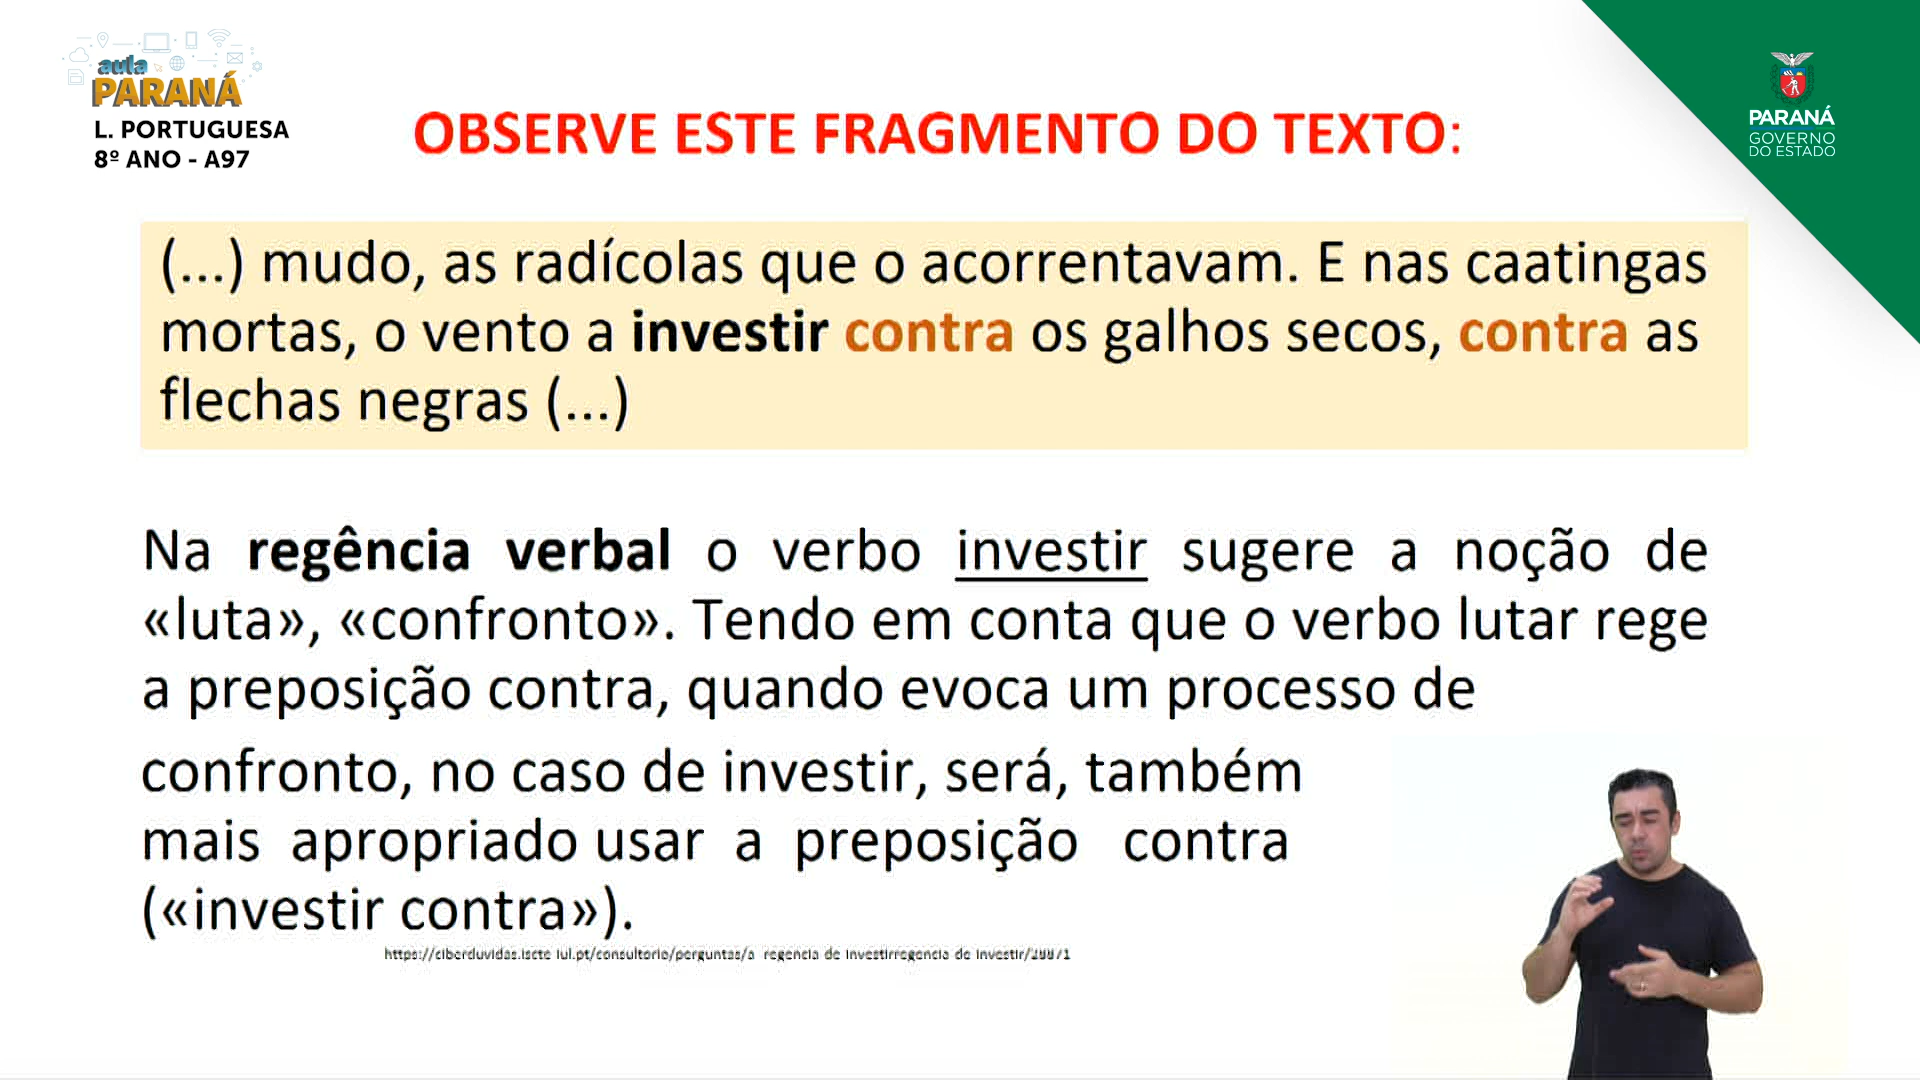 aula
PARANÁ
L. PORTUGUESA
8º ANO - A97
OBSERVE ESTE FRAGMENTO DO TEXTO:
PARANÁ
GOVERNO
DO ESTADO
(...) mudo, as radícolas que o acorrentavam. E nas caatingas
mortas, o vento a investir contra os galhos secos, contra as
flechas negras (...)
Na regência verbal o verbo investir sugere a noção de
«luta», «confronto». Tendo em conta que o verbo lutar rege
a preposição contra, quando evoca um processo de
confronto, no caso de investir, será, também
mais apropriado usar a preposição contra
(«investir contra»).